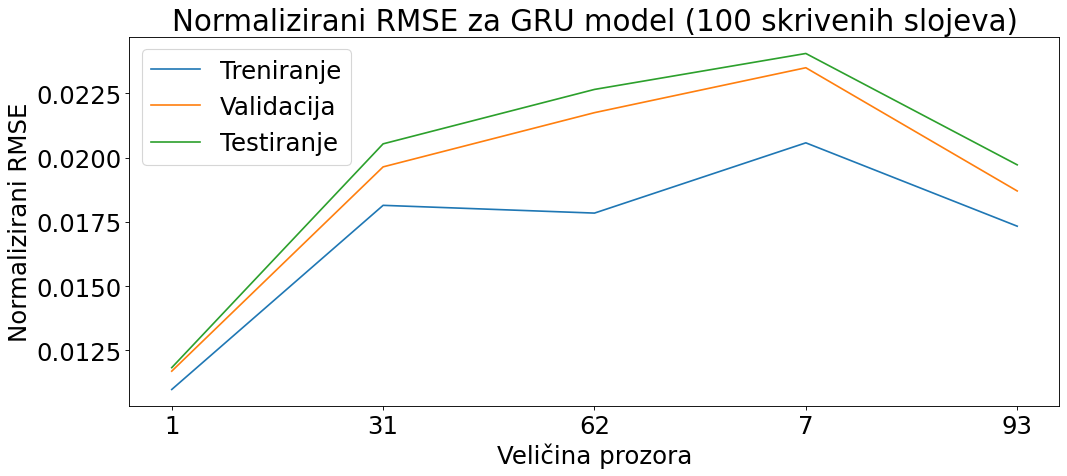 Normalizirani RMSE za GRU model (100 skrivenih slojeva)
Treniranje
Validacija
Testiranje
Normalizirani RMSE
0.0225
0.0200
0.0175
0.0150
0.0125
1 31 62 7 93
Veličina prozora